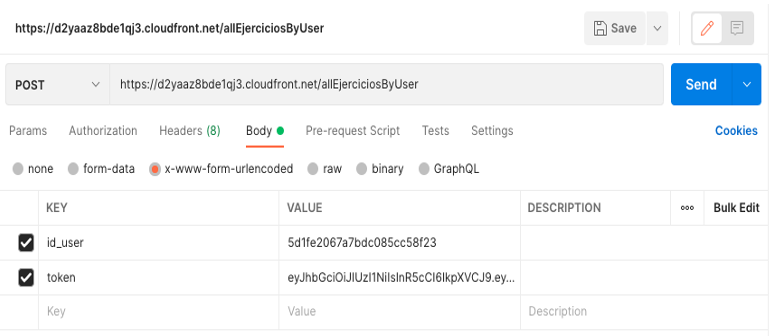 https://d2yaaz8bde1qj3.cloudfront.net/allEjerciciosByUser Save
POST https://d2yaaz8bde1qj3.cloudfront.net/allEjerciciosByUser Send
Params Authorization Headers (8) Body Pre-request Script Tests Settings Cookies
none form-data x-www-form-urlencoded raw binary GraphQL
KEY VALUE DESCRIPTION ooo Bulk Edit
id_user 5d1fe2067a7bdc085cc58f23
token eyJhbGciOiJIUzI1NiIsInR5cCI6IkpXVCJ9.ey...
Key Value Description